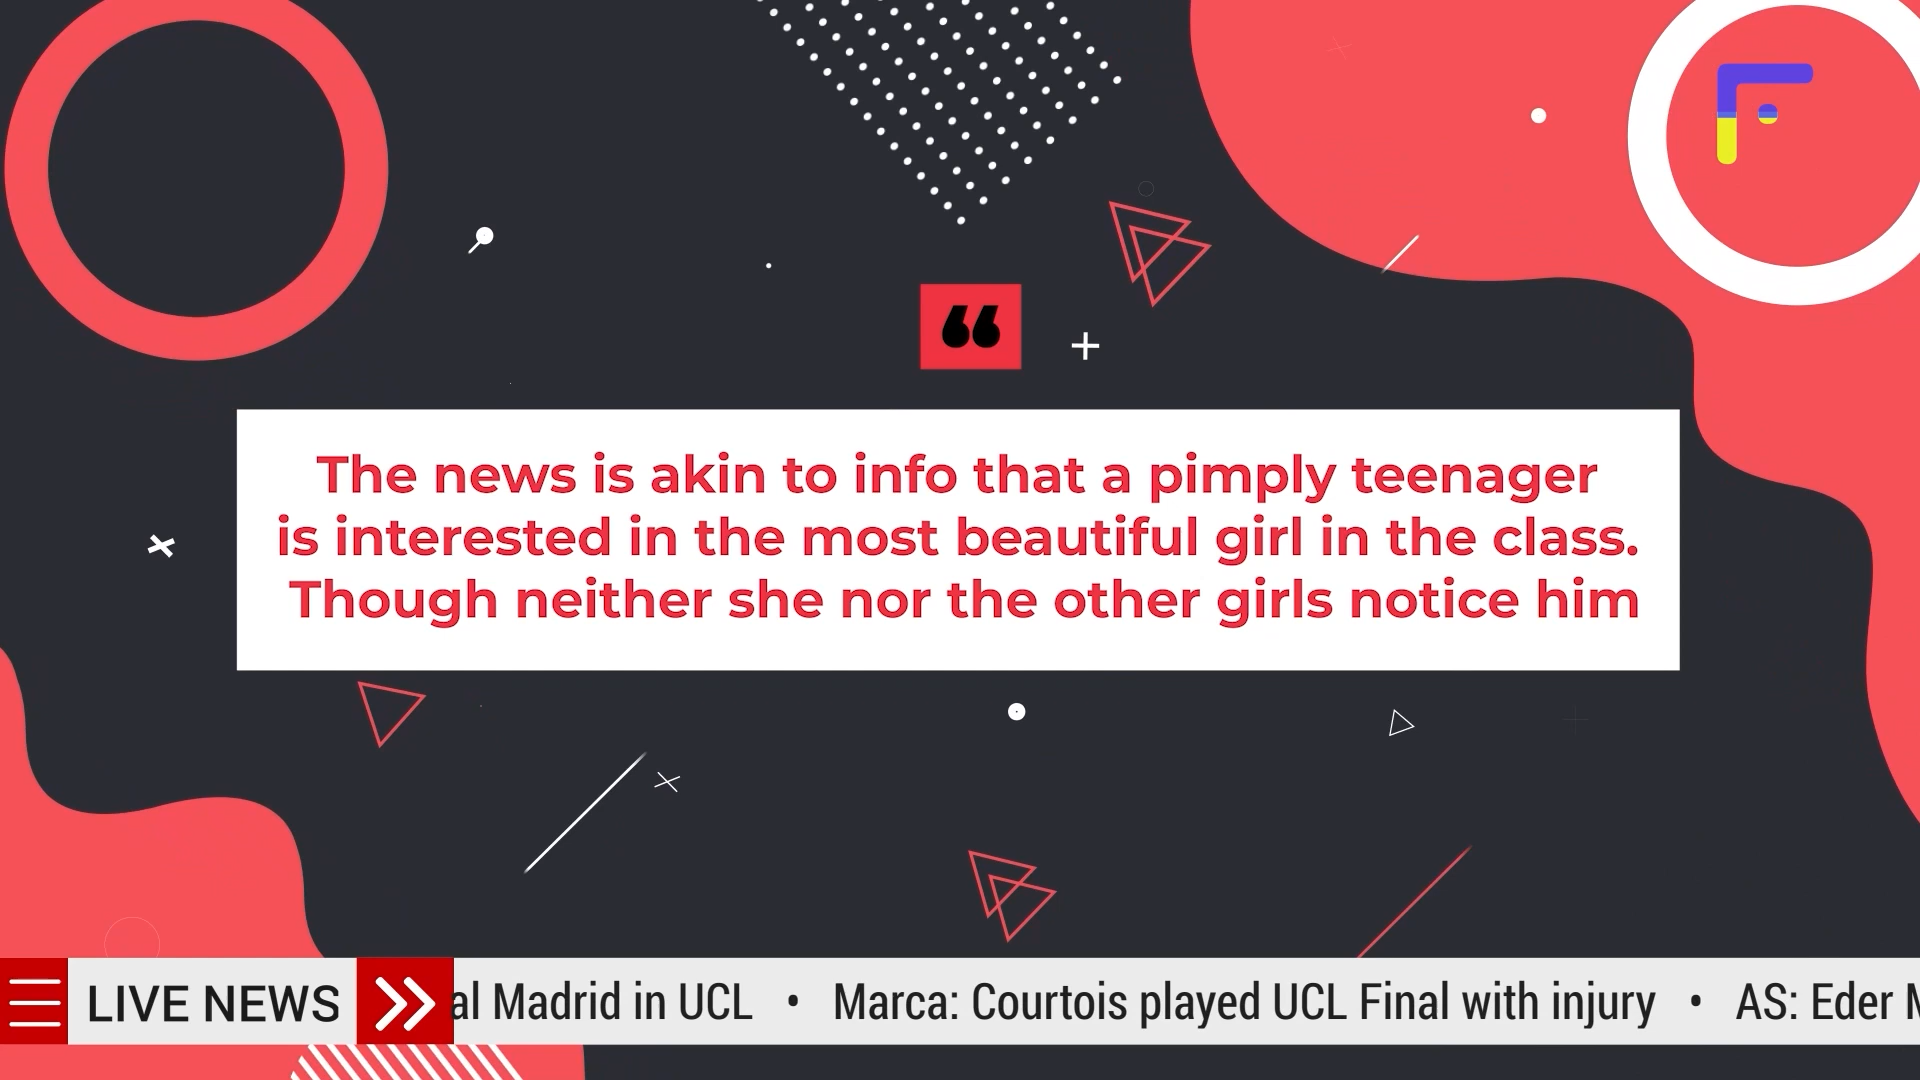 The news is akin to info that a pimply teenager
is interested in the most beautiful girl in the class.
Though neither she nor the other girls notice him
LIVE NEWS
al Madrid in UCL • Marca: Courtois played UCL Final with injury • AS: Eder M